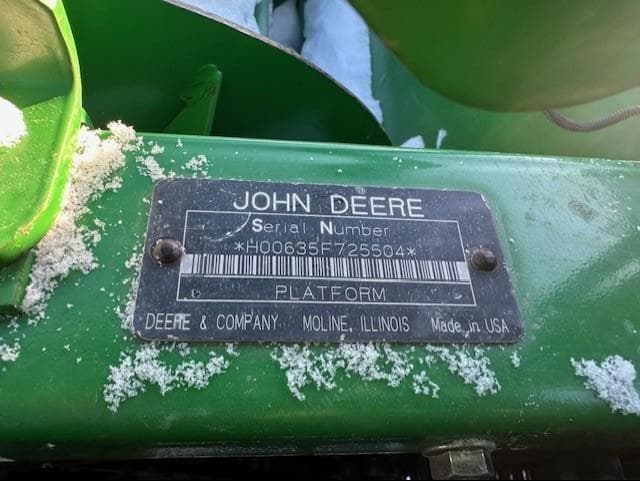 JOHN DEERE
Serial Number
*H00635F725504*
PLATFORM
DEERE & COMPANY MOLINE, ILLINOIS Made in USA